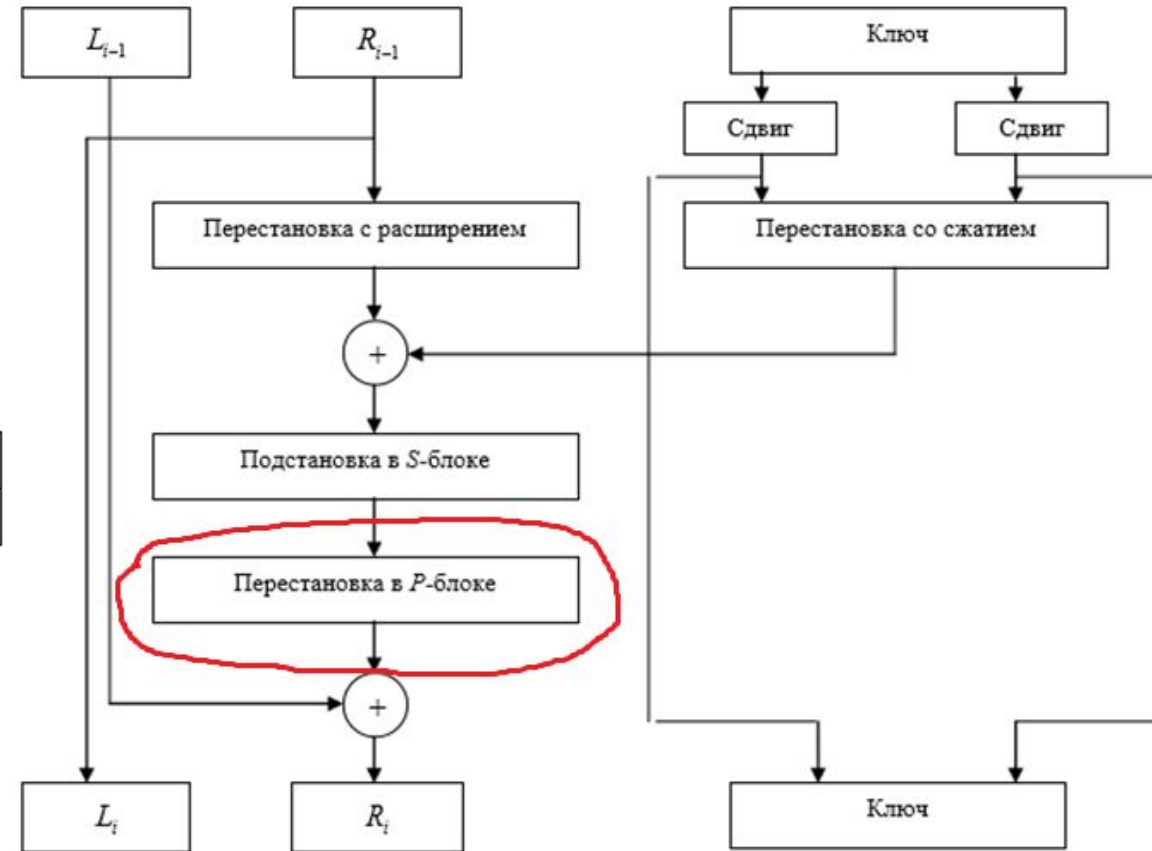 L_{i-1}
R_{i-1}
Ключ
Сдвиг
Сдвиг
Перестановка с расширением
Перестановка со сжатием
+
Подстановка в S-блоке
Перестановка в P-блоке
+
L_i
R_i
Ключ